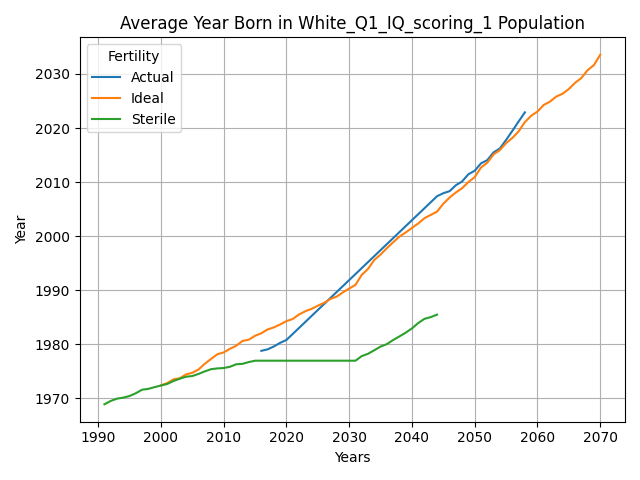 Average Year Born in White_Q1_IQ_scoring_1 Population
Fertility
Actual
Ideal
Sterile
Year
2030
2020
2010
2000
1990
1980
1970
1990 2000 2010 2020 2030 2040 2050 2060 2070
Years